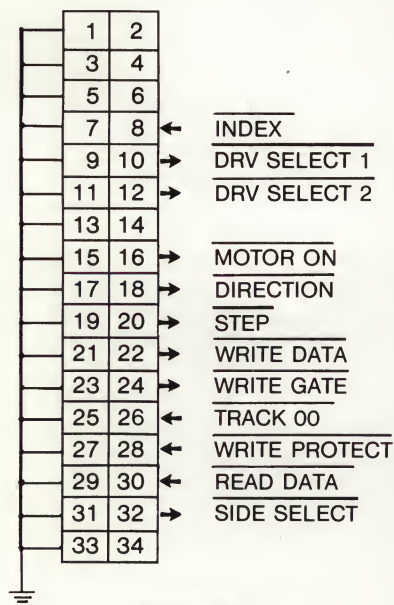 1 2
3 4
5 6
7 8 INDEX
9 10 DRV SELECT 1
11 12 DRV SELECT 2
13 14
15 16 MOTOR ON
17 18 DIRECTION
19 20 STEP
21 22 WRITE DATA
23 24 WRITE GATE
25 26 TRACK 00
27 28 WRITE PROTECT
29 30 READ DATA
31 32 SIDE SELECT
33 34